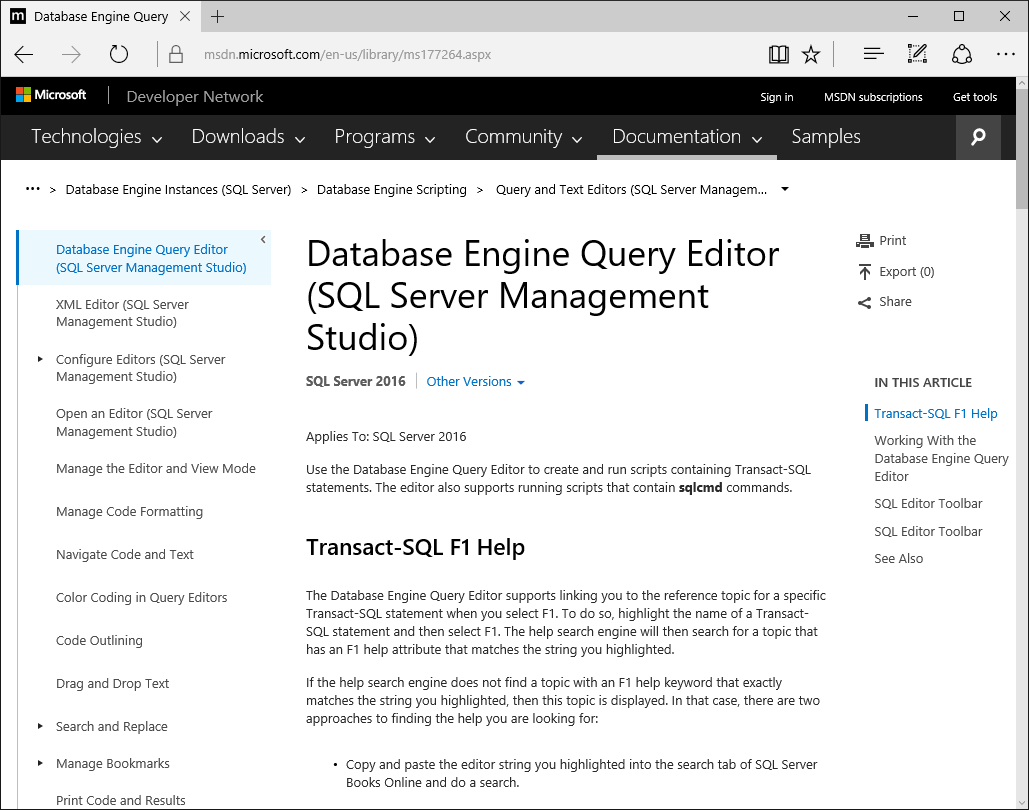 m Database Engine Query
msdn.microsoft.com/en-us/library/ms177264.aspx
Microsoft Developer Network
Sign in MSDN subscriptions Get tools
Technologies Downloads Programs Community Documentation Samples
••• > Database Engine Instances (SQL Server) > Database Engine Scripting > Query and Text Editors (SQL Server Managem...
Database Engine Query Editor
(SQL Server Management Studio)
XML Editor (SQL Server
Management Studio)
Configure Editors (SQL Server
Management Studio)
Open an Editor (SQL Server
Management Studio)
Manage the Editor and View Mode
Manage Code Formatting
Navigate Code and Text
Color Coding in Query Editors
Code Outlining
Drag and Drop Text
Search and Replace
Manage Bookmarks
Print Code and Results
Database Engine Query Editor
(SQL Server Management
Studio)
SQL Server 2016 Other Versions
Applies To: SQL Server 2016
Use the Database Engine Query Editor to create and run scripts containing Transact-SQL
statements. The editor also supports running scripts that contain sqlcmd commands.
Transact-SQL F1 Help
The Database Engine Query Editor supports linking you to the reference topic for a specific
Transact-SQL statement when you select F1. To do so, highlight the name of a Transact-
SQL statement and then select F1. The help search engine will then search for a topic that
has an F1 help attribute that matches the string you highlighted.
If the help search engine does not find a topic with an F1 help keyword that exactly
matches the string you highlighted, then this topic is displayed. In that case, there are two
approaches to finding the help you are looking for:
• Copy and paste the editor string you highlighted into the search tab of SQL Server
Books Online and do a search.
Print
Export (0)
Share
IN THIS ARTICLE
Transact-SQL F1 Help
Working With the
Database Engine Query
Editor
SQL Editor Toolbar
SQL Editor Toolbar
See Also